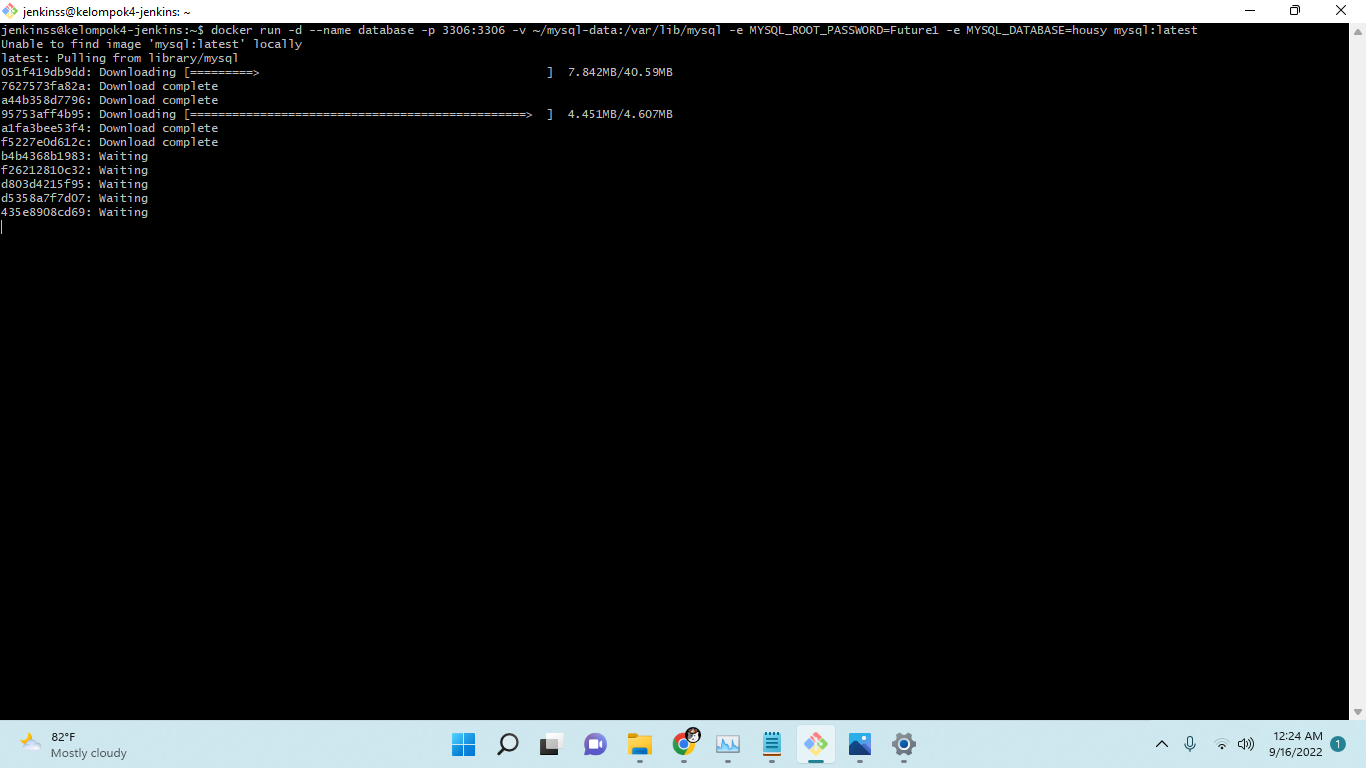 jenkinss@kelompok4-jenkins: ~
jenkinss@kelompok4-jenkins:~$ docker run -d --name database -p 3306:3306 -v ~/mysql-data:/var/lib/mysql -e MYSQL_ROOT_PASSWORD=Future1 -e MYSQL_DATABASE=housy mysql:latest
Unable to find image 'mysql:latest' locally
latest: Pulling from library/mysql
051f419db9dd: Downloading [=========>                                         ]  7.842MB/40.59MB
7627573fa82a: Download complete
a44b358d7796: Download complete
95753aff4b95: Downloading [================================================>  ]  4.451MB/4.607MB
a1fa3bee53f4: Download complete
f5227e0d612c: Download complete
b4b4368b1983: Waiting
f26212810c32: Waiting
d803d4215f95: Waiting
d5358a7f7d07: Waiting
435e8908cd69: Waiting
82°F
Mostly cloudy
12:24 AM
9/16/2022
1